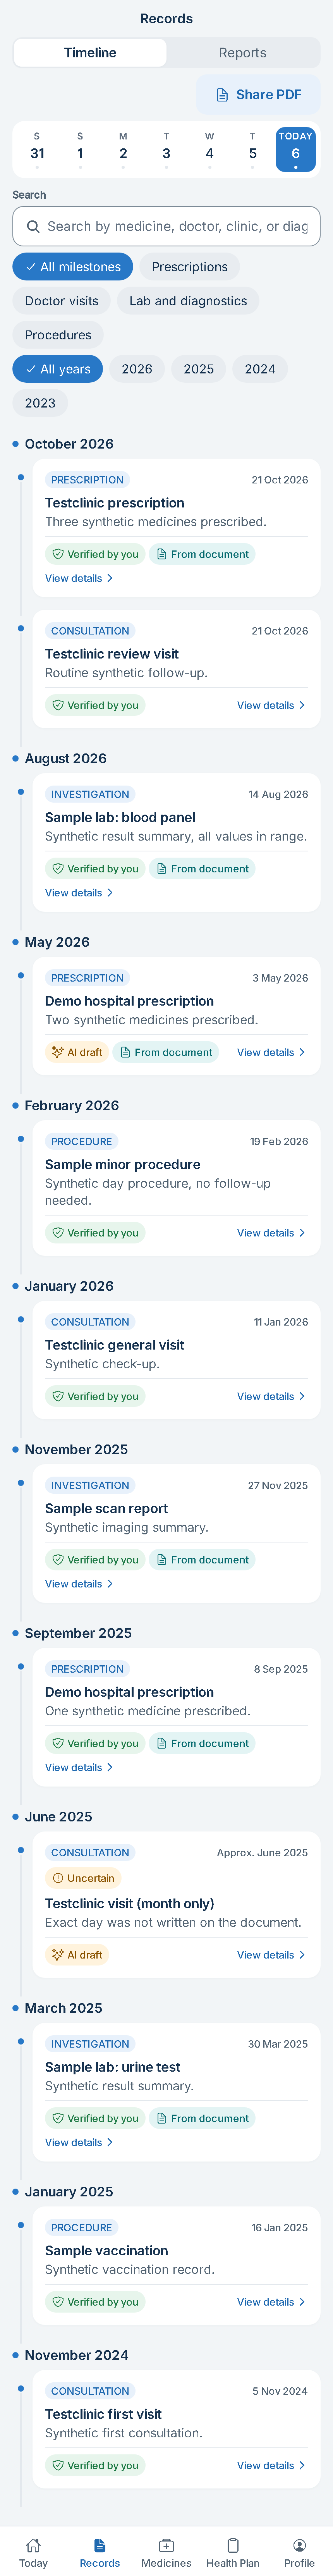 Records
Timeline Reports
Share PDF
S S M T W T TODAY
31 1 2 3 4 5 6
Search
Search by medicine, doctor, clinic, or diag
All milestones Prescriptions
Doctor visits Lab and diagnostics
Procedures
All years 2026 2025 2024
2023
October 2026
PRESCRIPTION 21 Oct 2026
Testclinic prescription
Three synthetic medicines prescribed.
Verified by you From document
View details
CONSULTATION 21 Oct 2026
Testclinic review visit
Routine synthetic follow-up.
Verified by you View details
August 2026
INVESTIGATION 14 Aug 2026
Sample lab: blood panel
Synthetic result summary, all values in range.
Verified by you From document
View details
May 2026
PRESCRIPTION 3 May 2026
Demo hospital prescription
Two synthetic medicines prescribed.
AI draft From document View details
February 2026
PROCEDURE 19 Feb 2026
Sample minor procedure
Synthetic day procedure, no follow-up
needed.
Verified by you View details
January 2026
CONSULTATION 11 Jan 2026
Testclinic general visit
Synthetic check-up.
Verified by you View details
November 2025
INVESTIGATION 27 Nov 2025
Sample scan report
Synthetic imaging summary.
Verified by you From document
View details
September 2025
PRESCRIPTION 8 Sep 2025
Demo hospital prescription
One synthetic medicine prescribed.
Verified by you From document
View details
June 2025
CONSULTATION Approx. June 2025
Uncertain
Testclinic visit (month only)
Exact day was not written on the document.
AI draft View details
March 2025
INVESTIGATION 30 Mar 2025
Sample lab: urine test
Synthetic result summary.
Verified by you From document
View details
January 2025
PROCEDURE 16 Jan 2025
Sample vaccination
Synthetic vaccination record.
Verified by you View details
November 2024
CONSULTATION 5 Nov 2024
Testclinic first visit
Synthetic first consultation.
Verified by you View details
Today Records Medicines Health Plan Profile